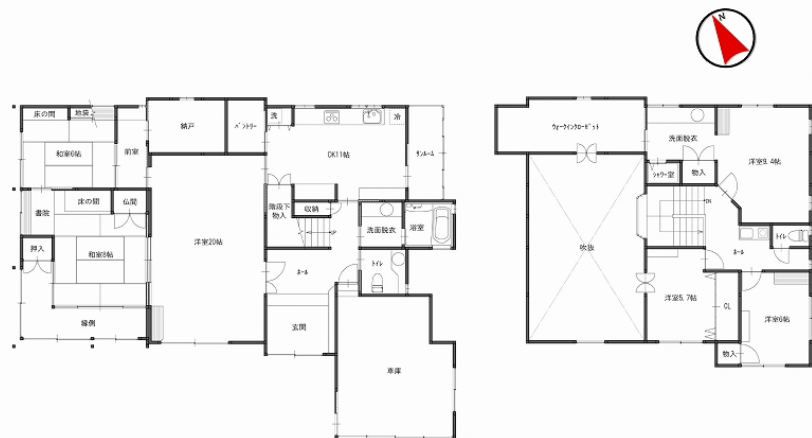 N
床の間
地袋
和室6帖
前室
納戸
パントリー
洗
冷
DK11帖
サンルーム
書院
床の間
仏間
押入
和室8帖
縁側
洋室20帖
階段下
物入
収納
UP
洗面脱衣
浴室
トイレ
ホール
玄関
車庫
ウォークインクローゼット
洗面脱衣
シャワー室
物入
洋室9.4帖
DN
吹抜
ホール
トイレ
洋室5.7帖
CL
洋室6帖
物入